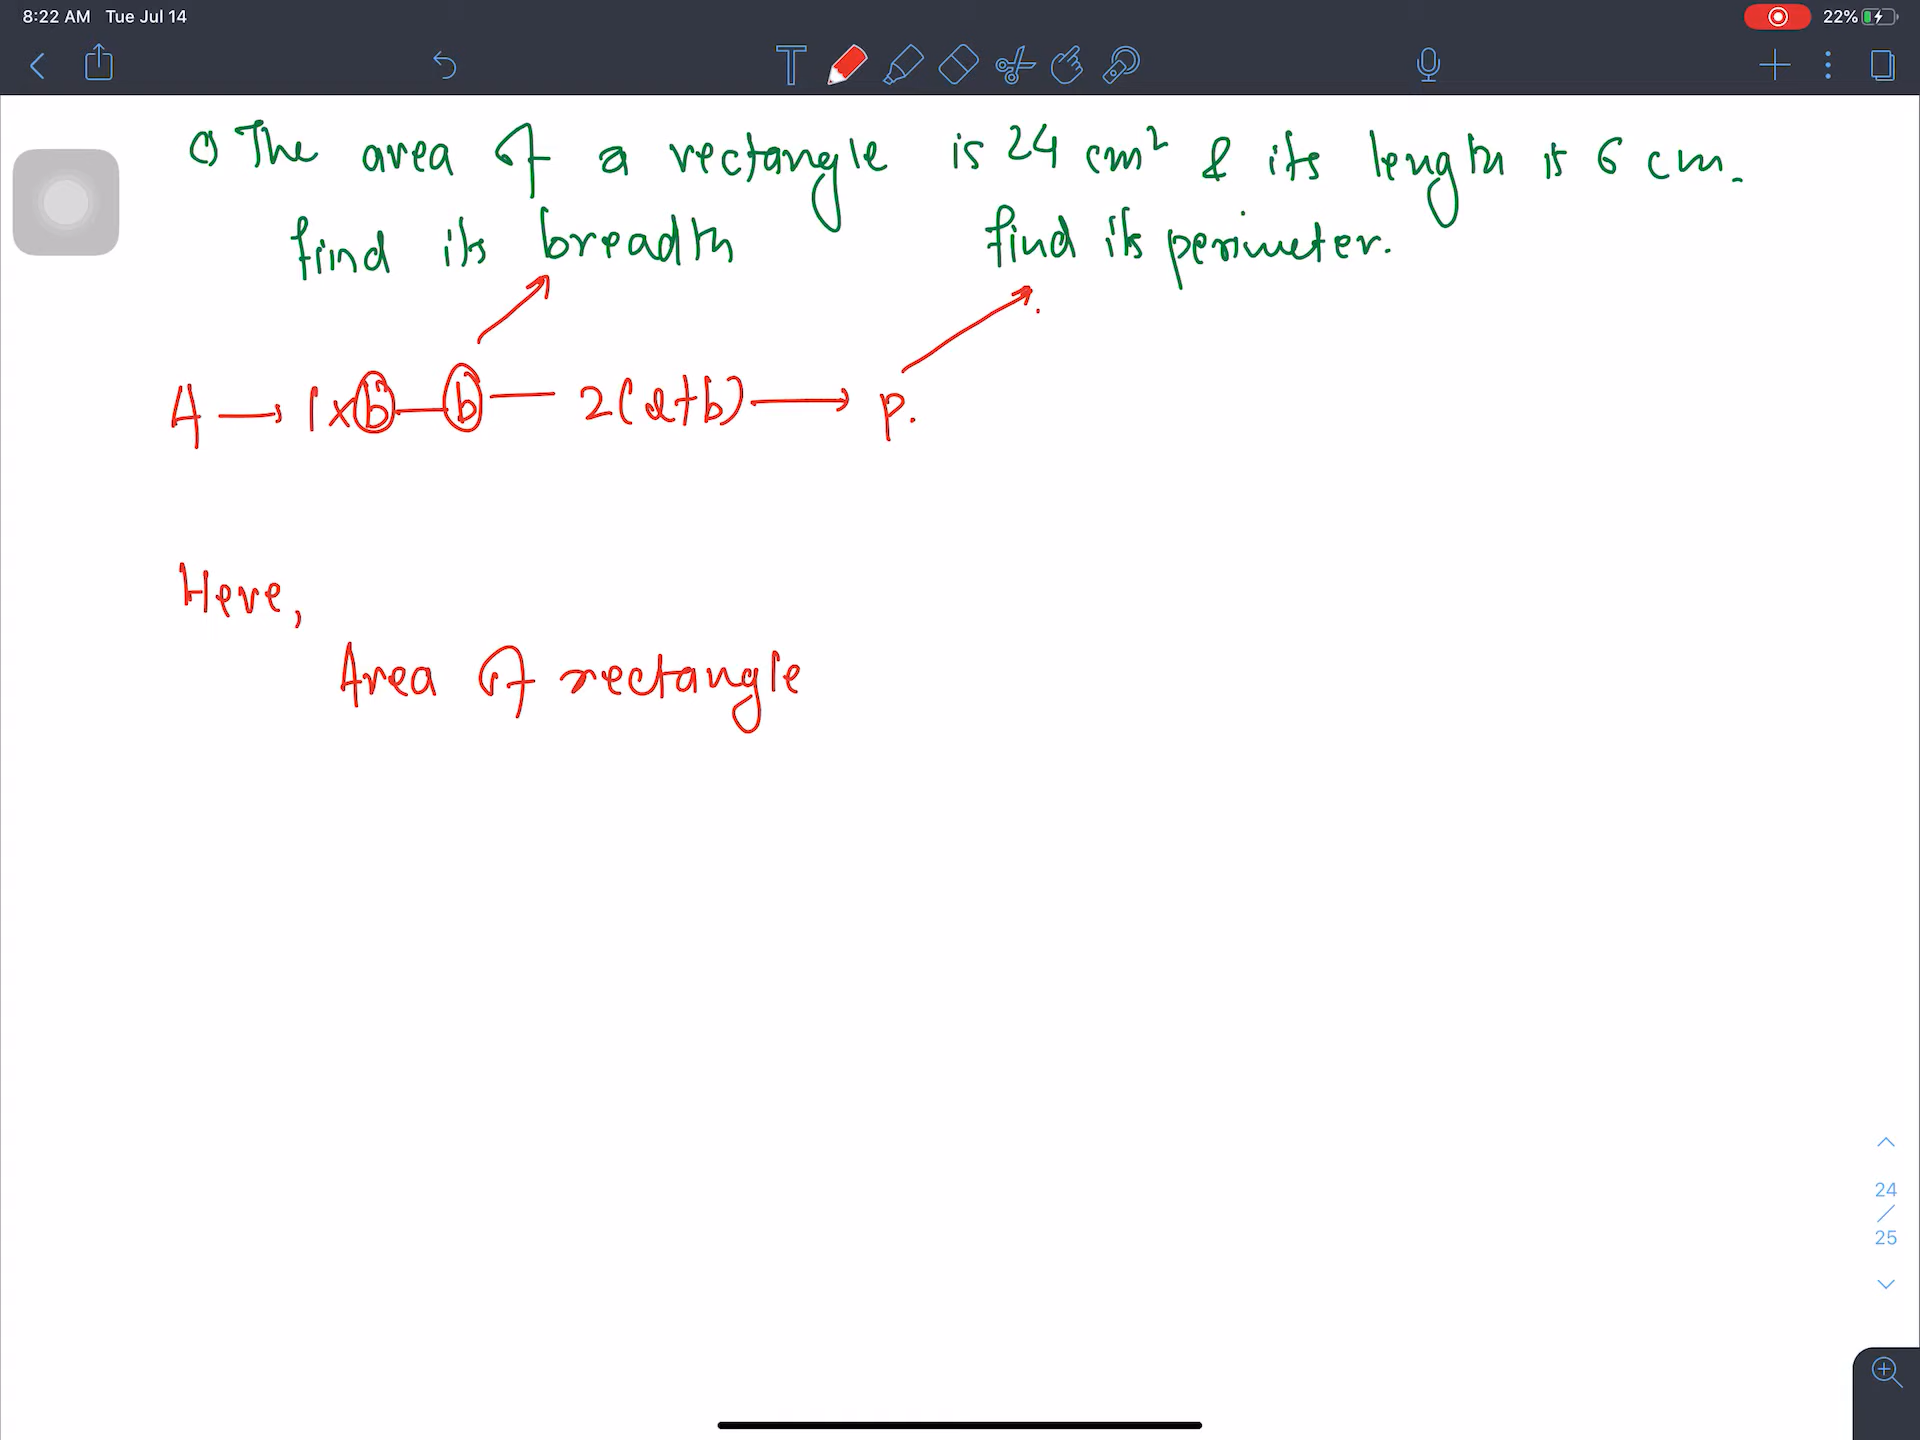 8:22 AM Tue Jul 14
22%
The area of a rectangle is 24 cm² & its length is 6 cm.
find its breadth find its perimeter.
A → l×b — b — 2(l+b) → p.
Here,
Area of rectangle
24
/
25